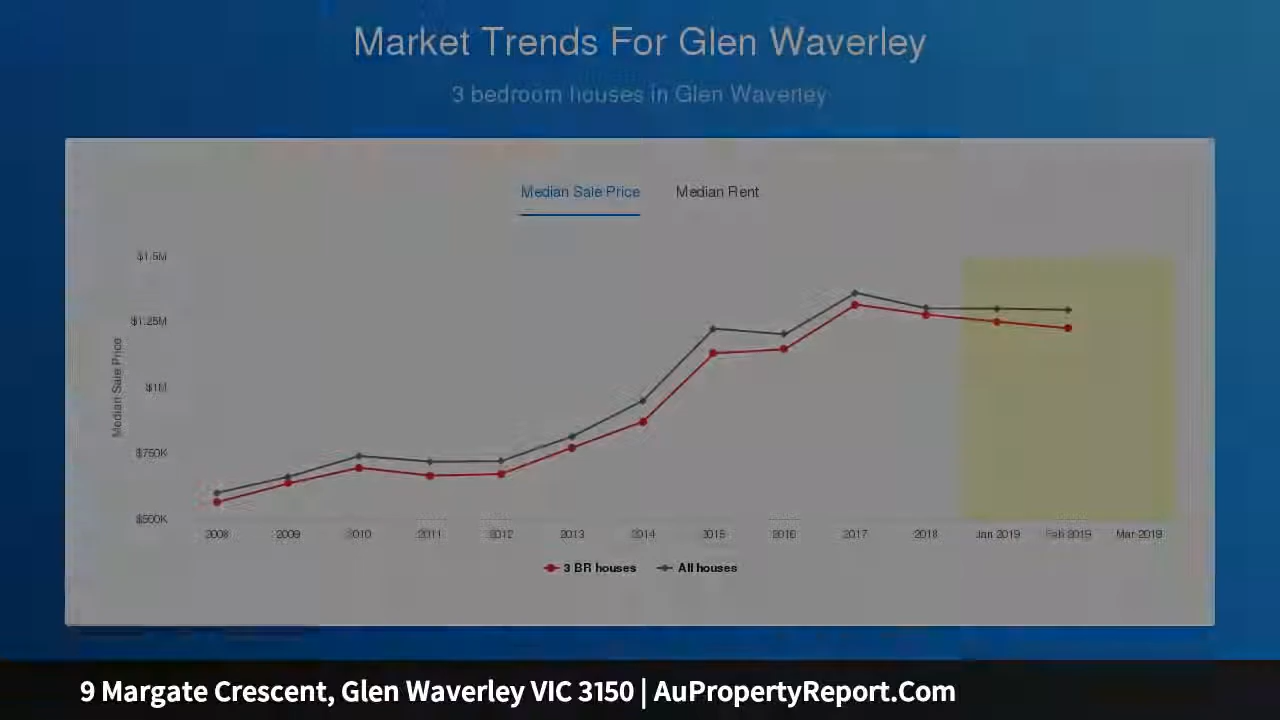 Market Trends For Glen Waverley
3 bedroom houses in Glen Waverley
Median Sale Price Median Rent
$1.5M
$1.25M
$1M
$750K
$500K
Median Sale Price
2008 2009 2010 2011 2012 2013 2014 2015 2016 2017 2018 Jan 2019 Feb 2019 Mar 2019
3 BR houses All houses
9 Margate Crescent, Glen Waverley VIC 3150 | AuPropertyReport.Com